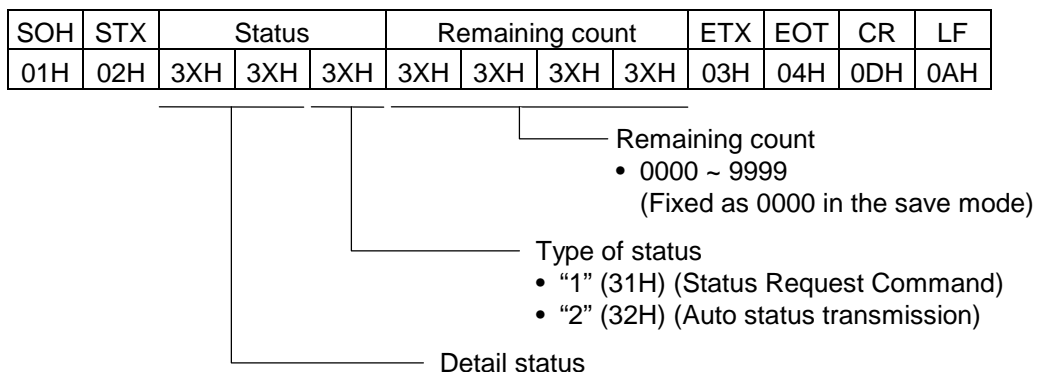 SOH STX Status Remaining count ETX EOT CR LF
01H 02H 3XH 3XH 3XH 3XH 3XH 3XH 3XH 03H 04H 0DH 0AH
Remaining count
• 0000 ~ 9999
(Fixed as 0000 in the save mode)
Type of status
• “1” (31H) (Status Request Command)
• “2” (32H) (Auto status transmission)
Detail status